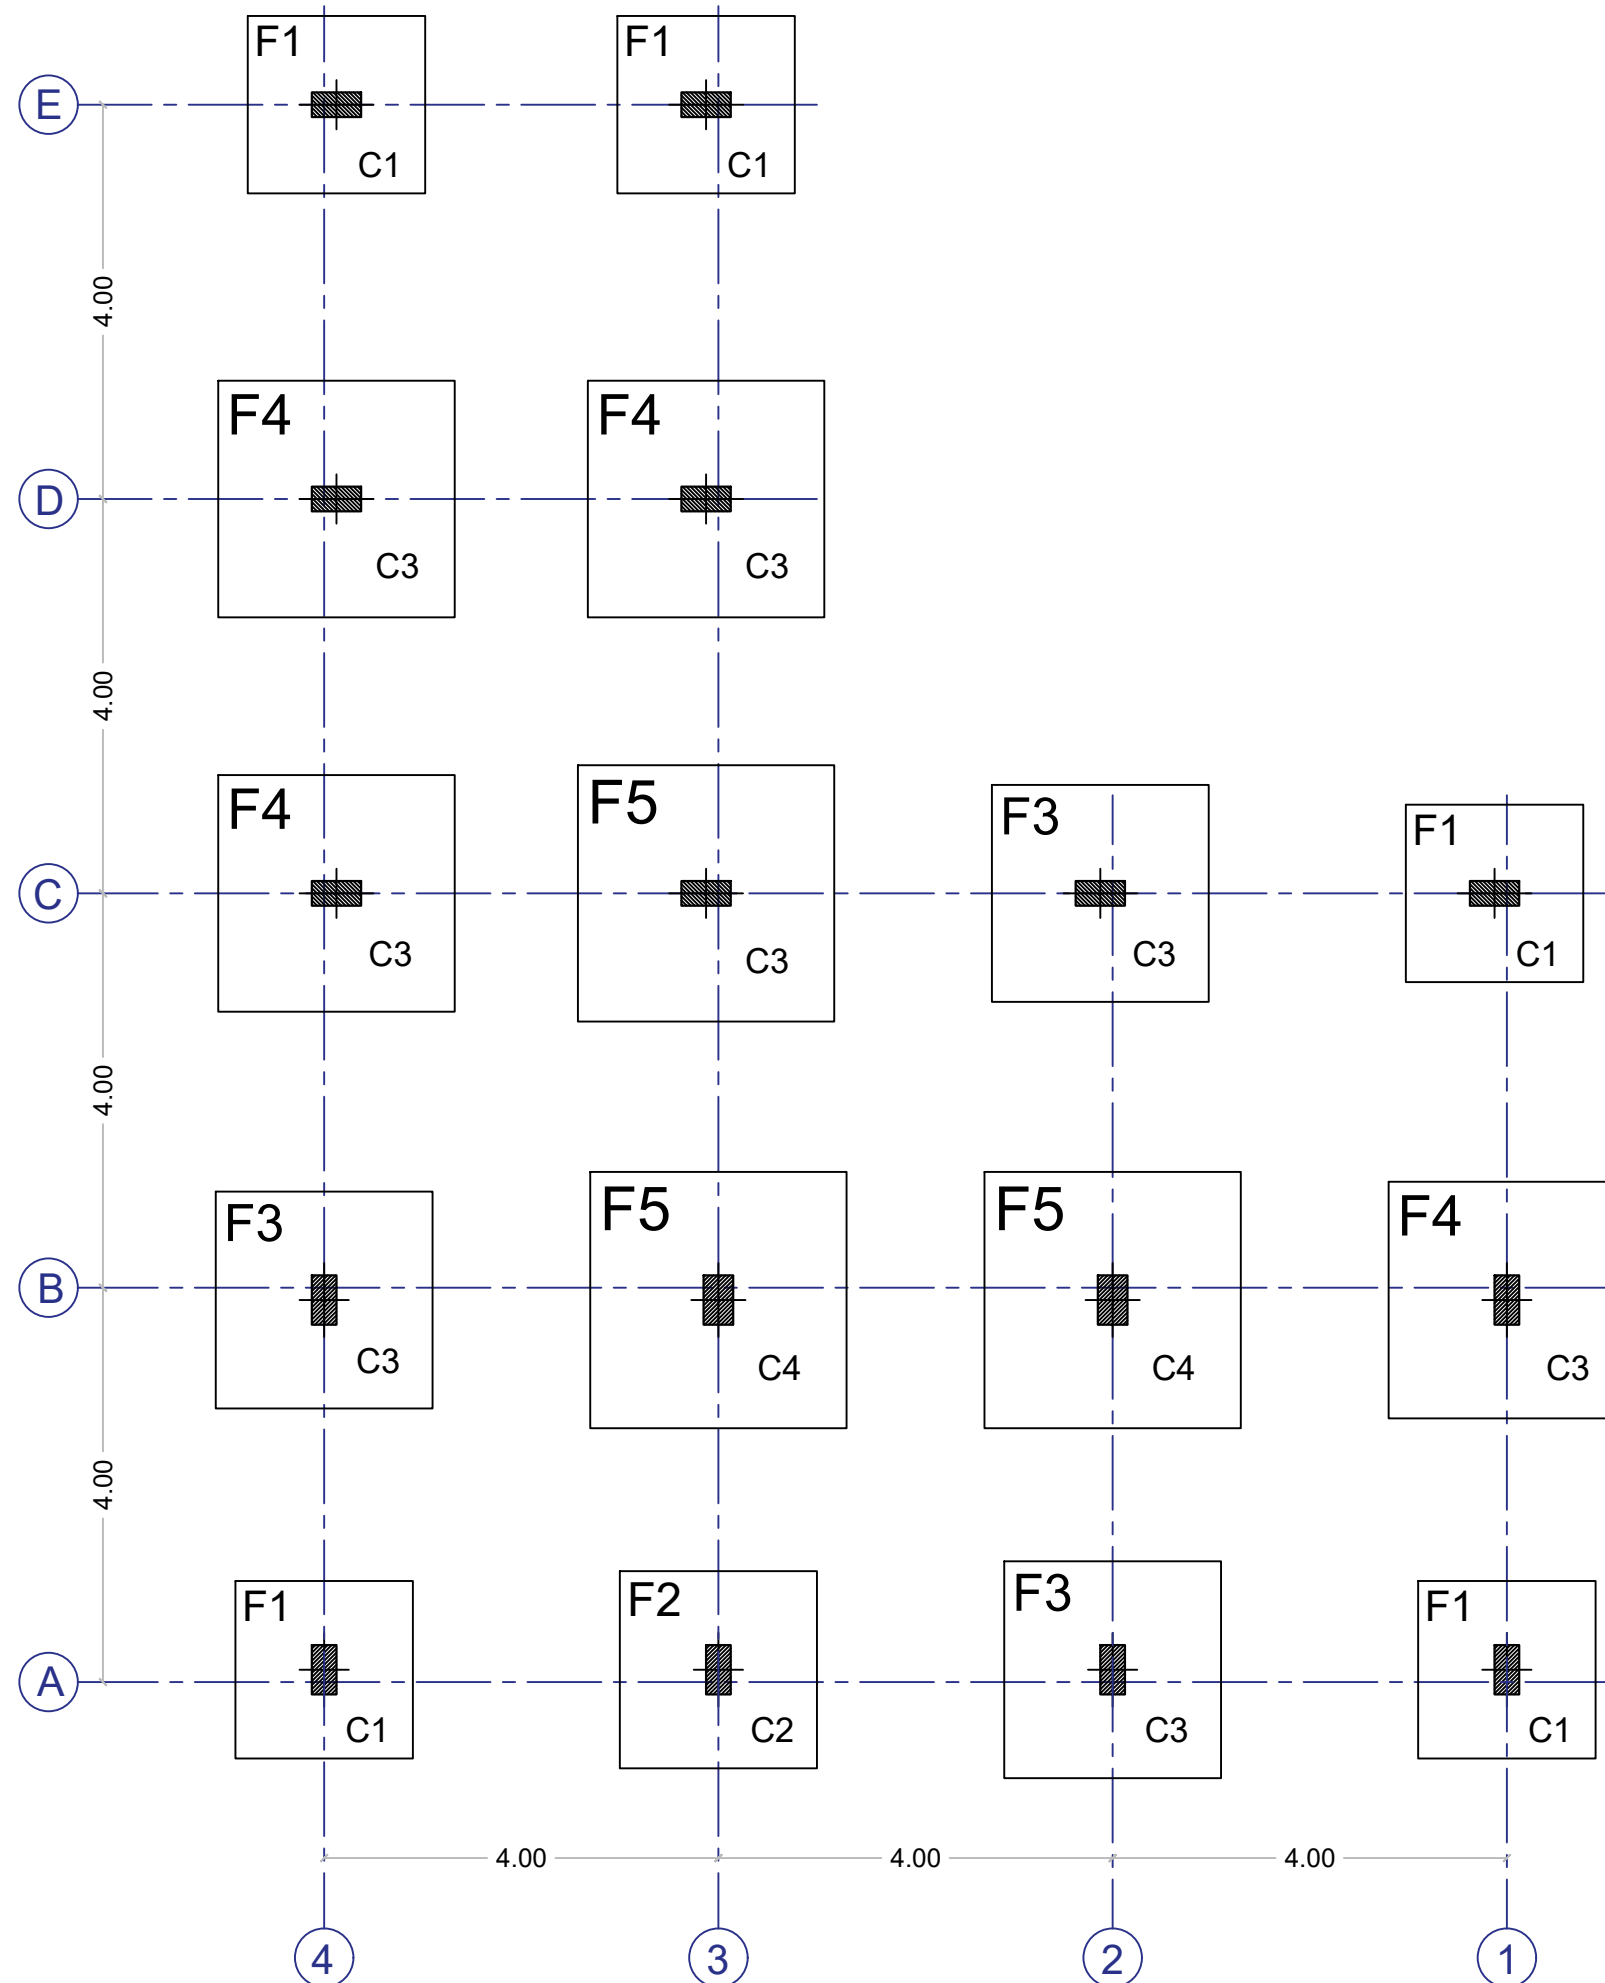 F1 F1
E
C1 C1
4.00
F4 F4
D
C3 C3
4.00
F4 F5 F3 F1
C
C3 C3 C3 C1
4.00
F3 F5 F5 F4
B
C3 C4 C4 C3
4.00
F1 F2 F3 F1
A
C1 C2 C3 C1
4.00 4.00 4.00
4 3 2 1